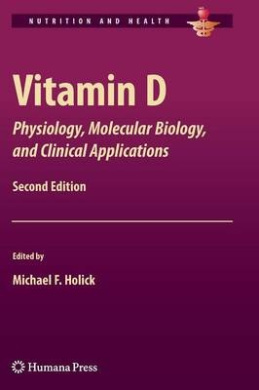 NUTRITION AND HEALTH
Vitamin D
Physiology, Molecular Biology,
and Clinical Applications
Second Edition
Edited by
Michael F. Holick
Humana Press